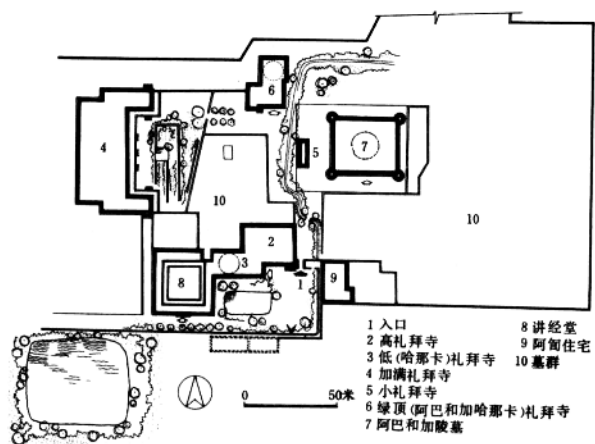 6
4
5
7
10
10
2
3
8
1
9
0 50米
1 入口
2 高礼拜寺
3 低(哈那卡)礼拜寺
4 加满礼拜寺
5 小礼拜寺
6 绿顶(阿巴和加哈那卡)礼拜寺
7 阿巴和加陵墓
8 讲经堂
9 阿訇住宅
10 墓群